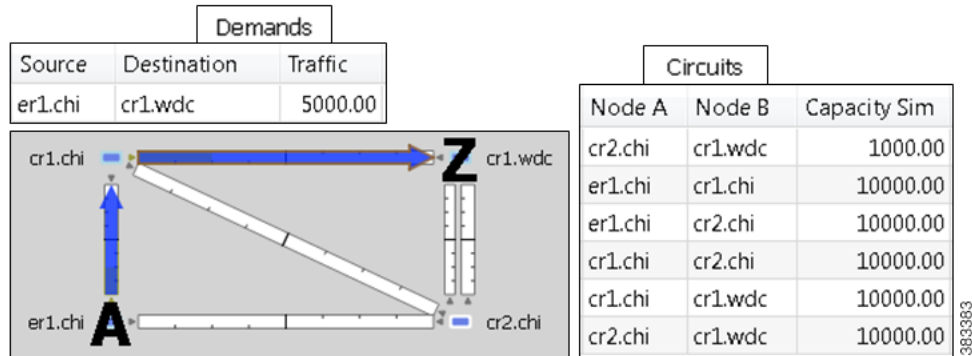 Demands
Source Destination Traffic
er1.chi cr1.wdc 5000.00
cr1.chi Z cr1.wdc
er1.chi A cr2.chi
Circuits
Node A Node B Capacity Sim
cr2.chi cr1.wdc 1000.00
er1.chi cr1.chi 10000.00
er1.chi cr2.chi 10000.00
cr1.chi cr2.chi 10000.00
cr1.chi cr1.wdc 10000.00
cr2.chi cr1.wdc 10000.00
383383